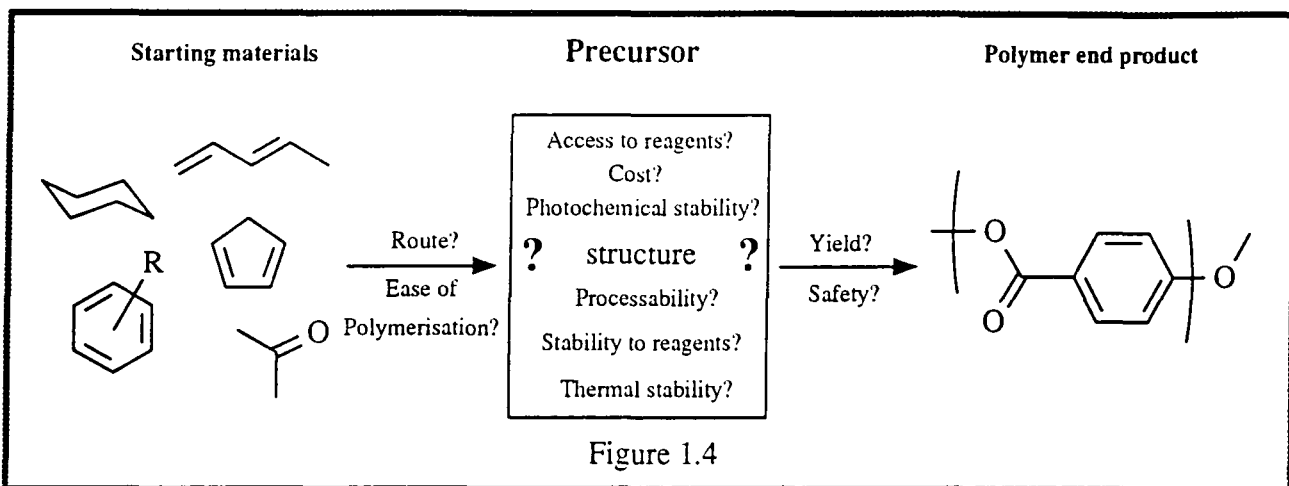 Starting materials
Precursor
Polymer end product
R
O
Route?
Ease of
Polymerisation?
Access to reagents?
Cost?
Photochemical stability?
? structure ?
Processability?
Stability to reagents?
Thermal stability?
Yield?
Safety?
O
O
O
Figure 1.4